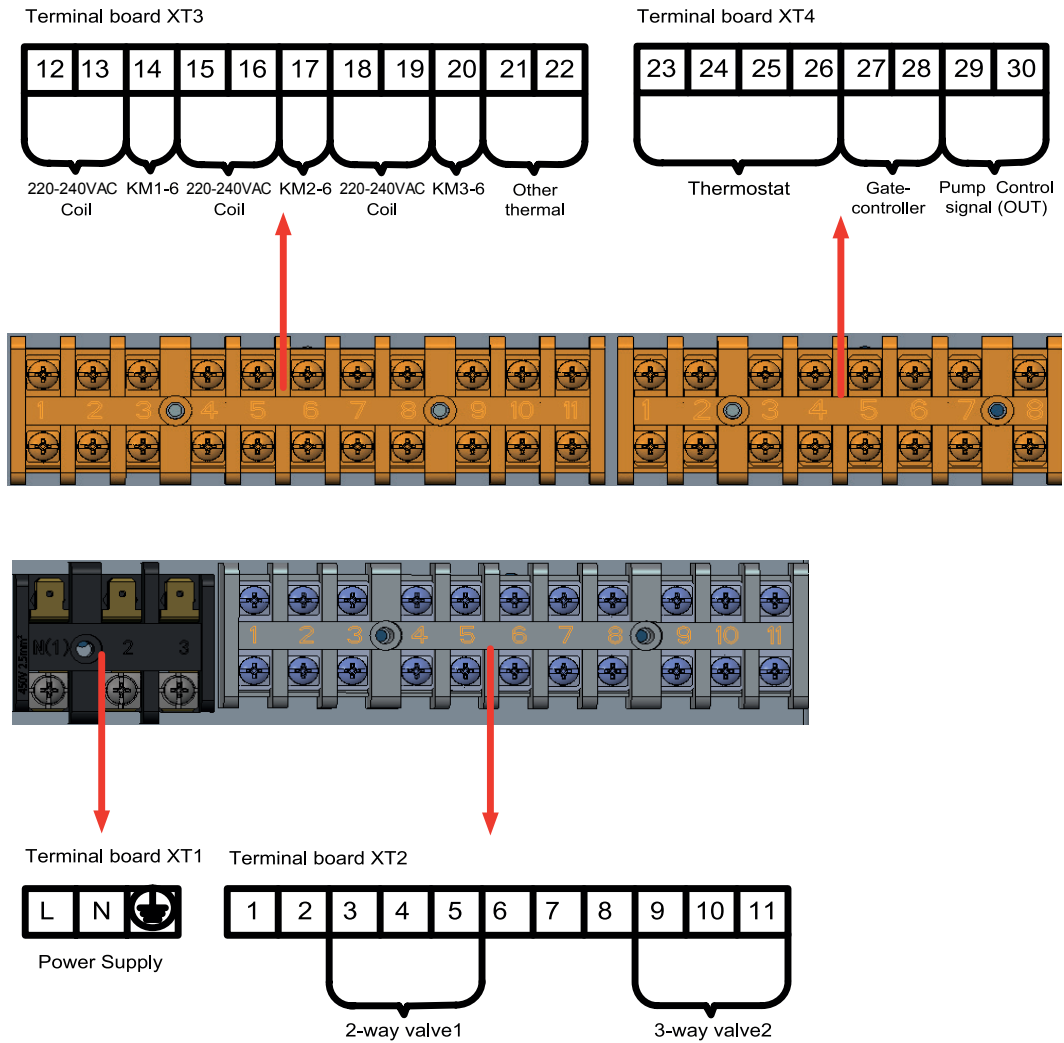 Terminal board XT3
Terminal board XT4
12 13 14 15 16 17 18 19 20 21 22
23 24 25 26 27 28 29 30
220-240VAC Coil
KM1-6
220-240VAC Coil
KM2-6
220-240VAC Coil
KM3-6
Other thermal
Thermostat
Gate-controller
Pump Control signal (OUT)
1 2 3 4 5 6 7 8 9 10 11
1 2 3 4 5 6 7 8
450V 25mm²
N(1) 2 3
1 2 3 4 5 6 7 8 9 10 11
Terminal board XT1
Terminal board XT2
L N
1 2 3 4 5 6 7 8 9 10 11
Power Supply
2-way valve1
3-way valve2